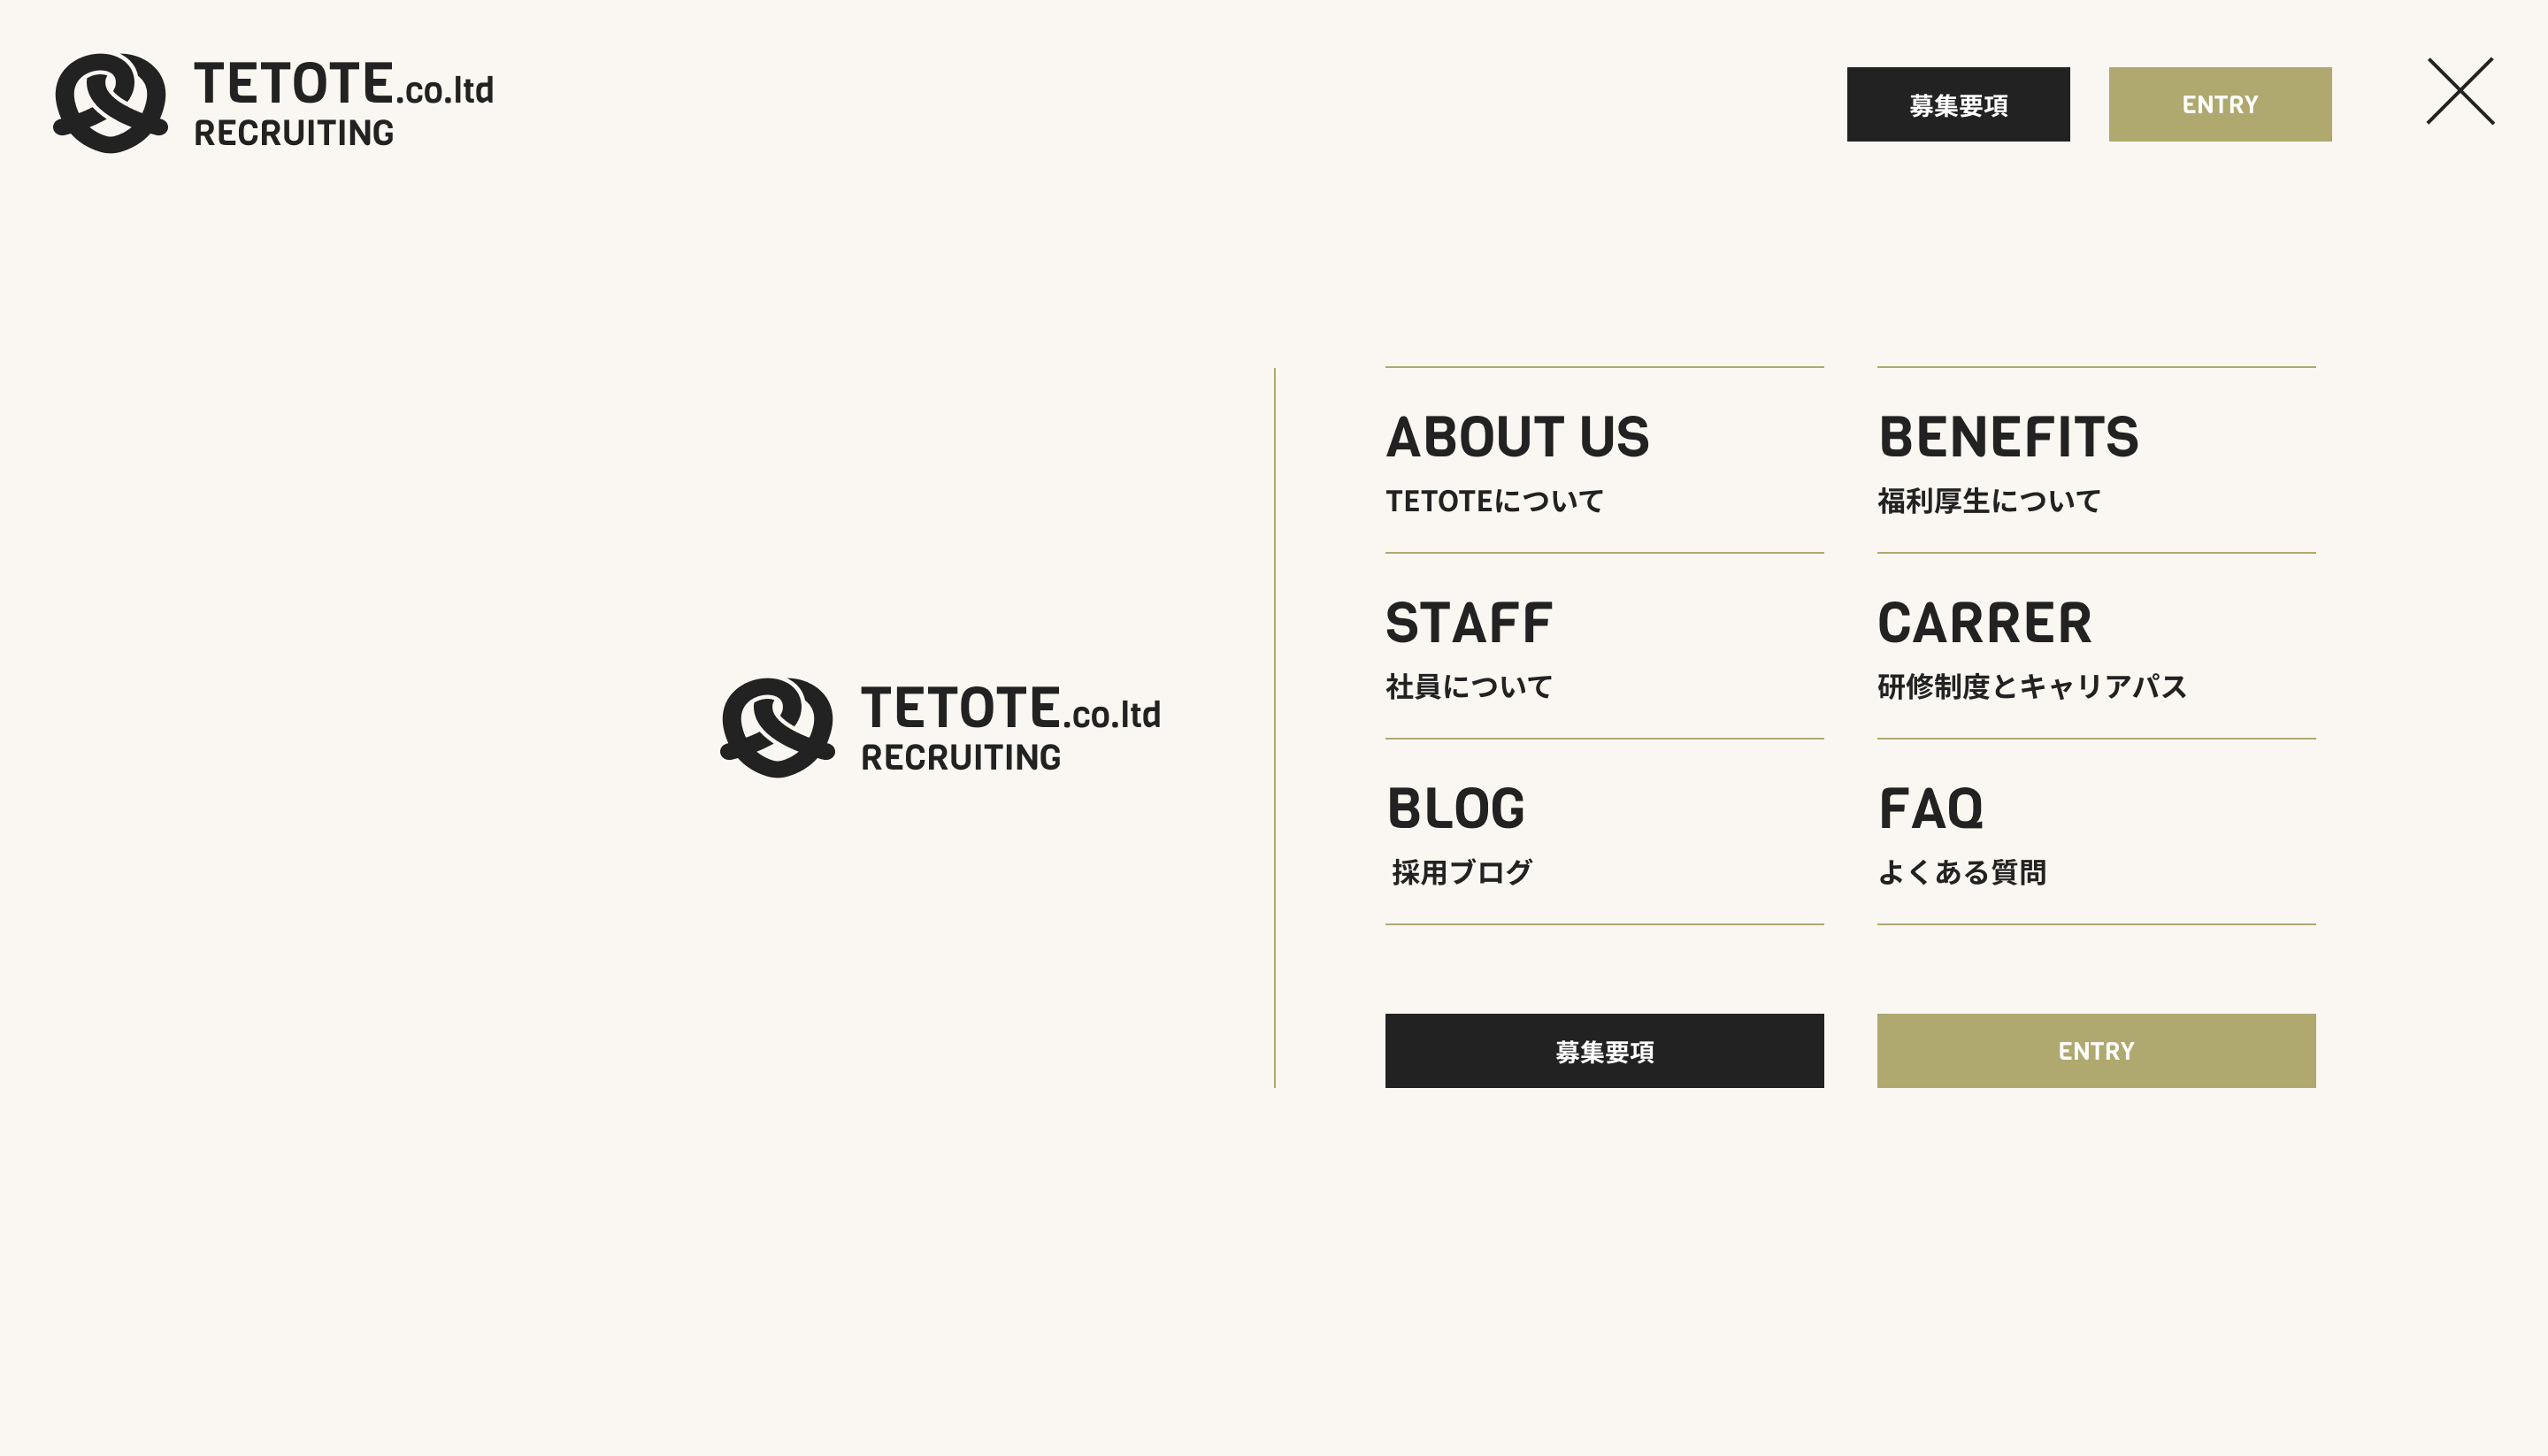 TETOTE.co.ltd
RECRUITING
募集要項
ENTRY
TETOTE.co.ltd
RECRUITING
ABOUT US
TETOTEについて
STAFF
社員について
BLOG
採用ブログ
BENEFITS
福利厚生について
CARRER
研修制度とキャリアパス
FAQ
よくある質問
募集要項
ENTRY